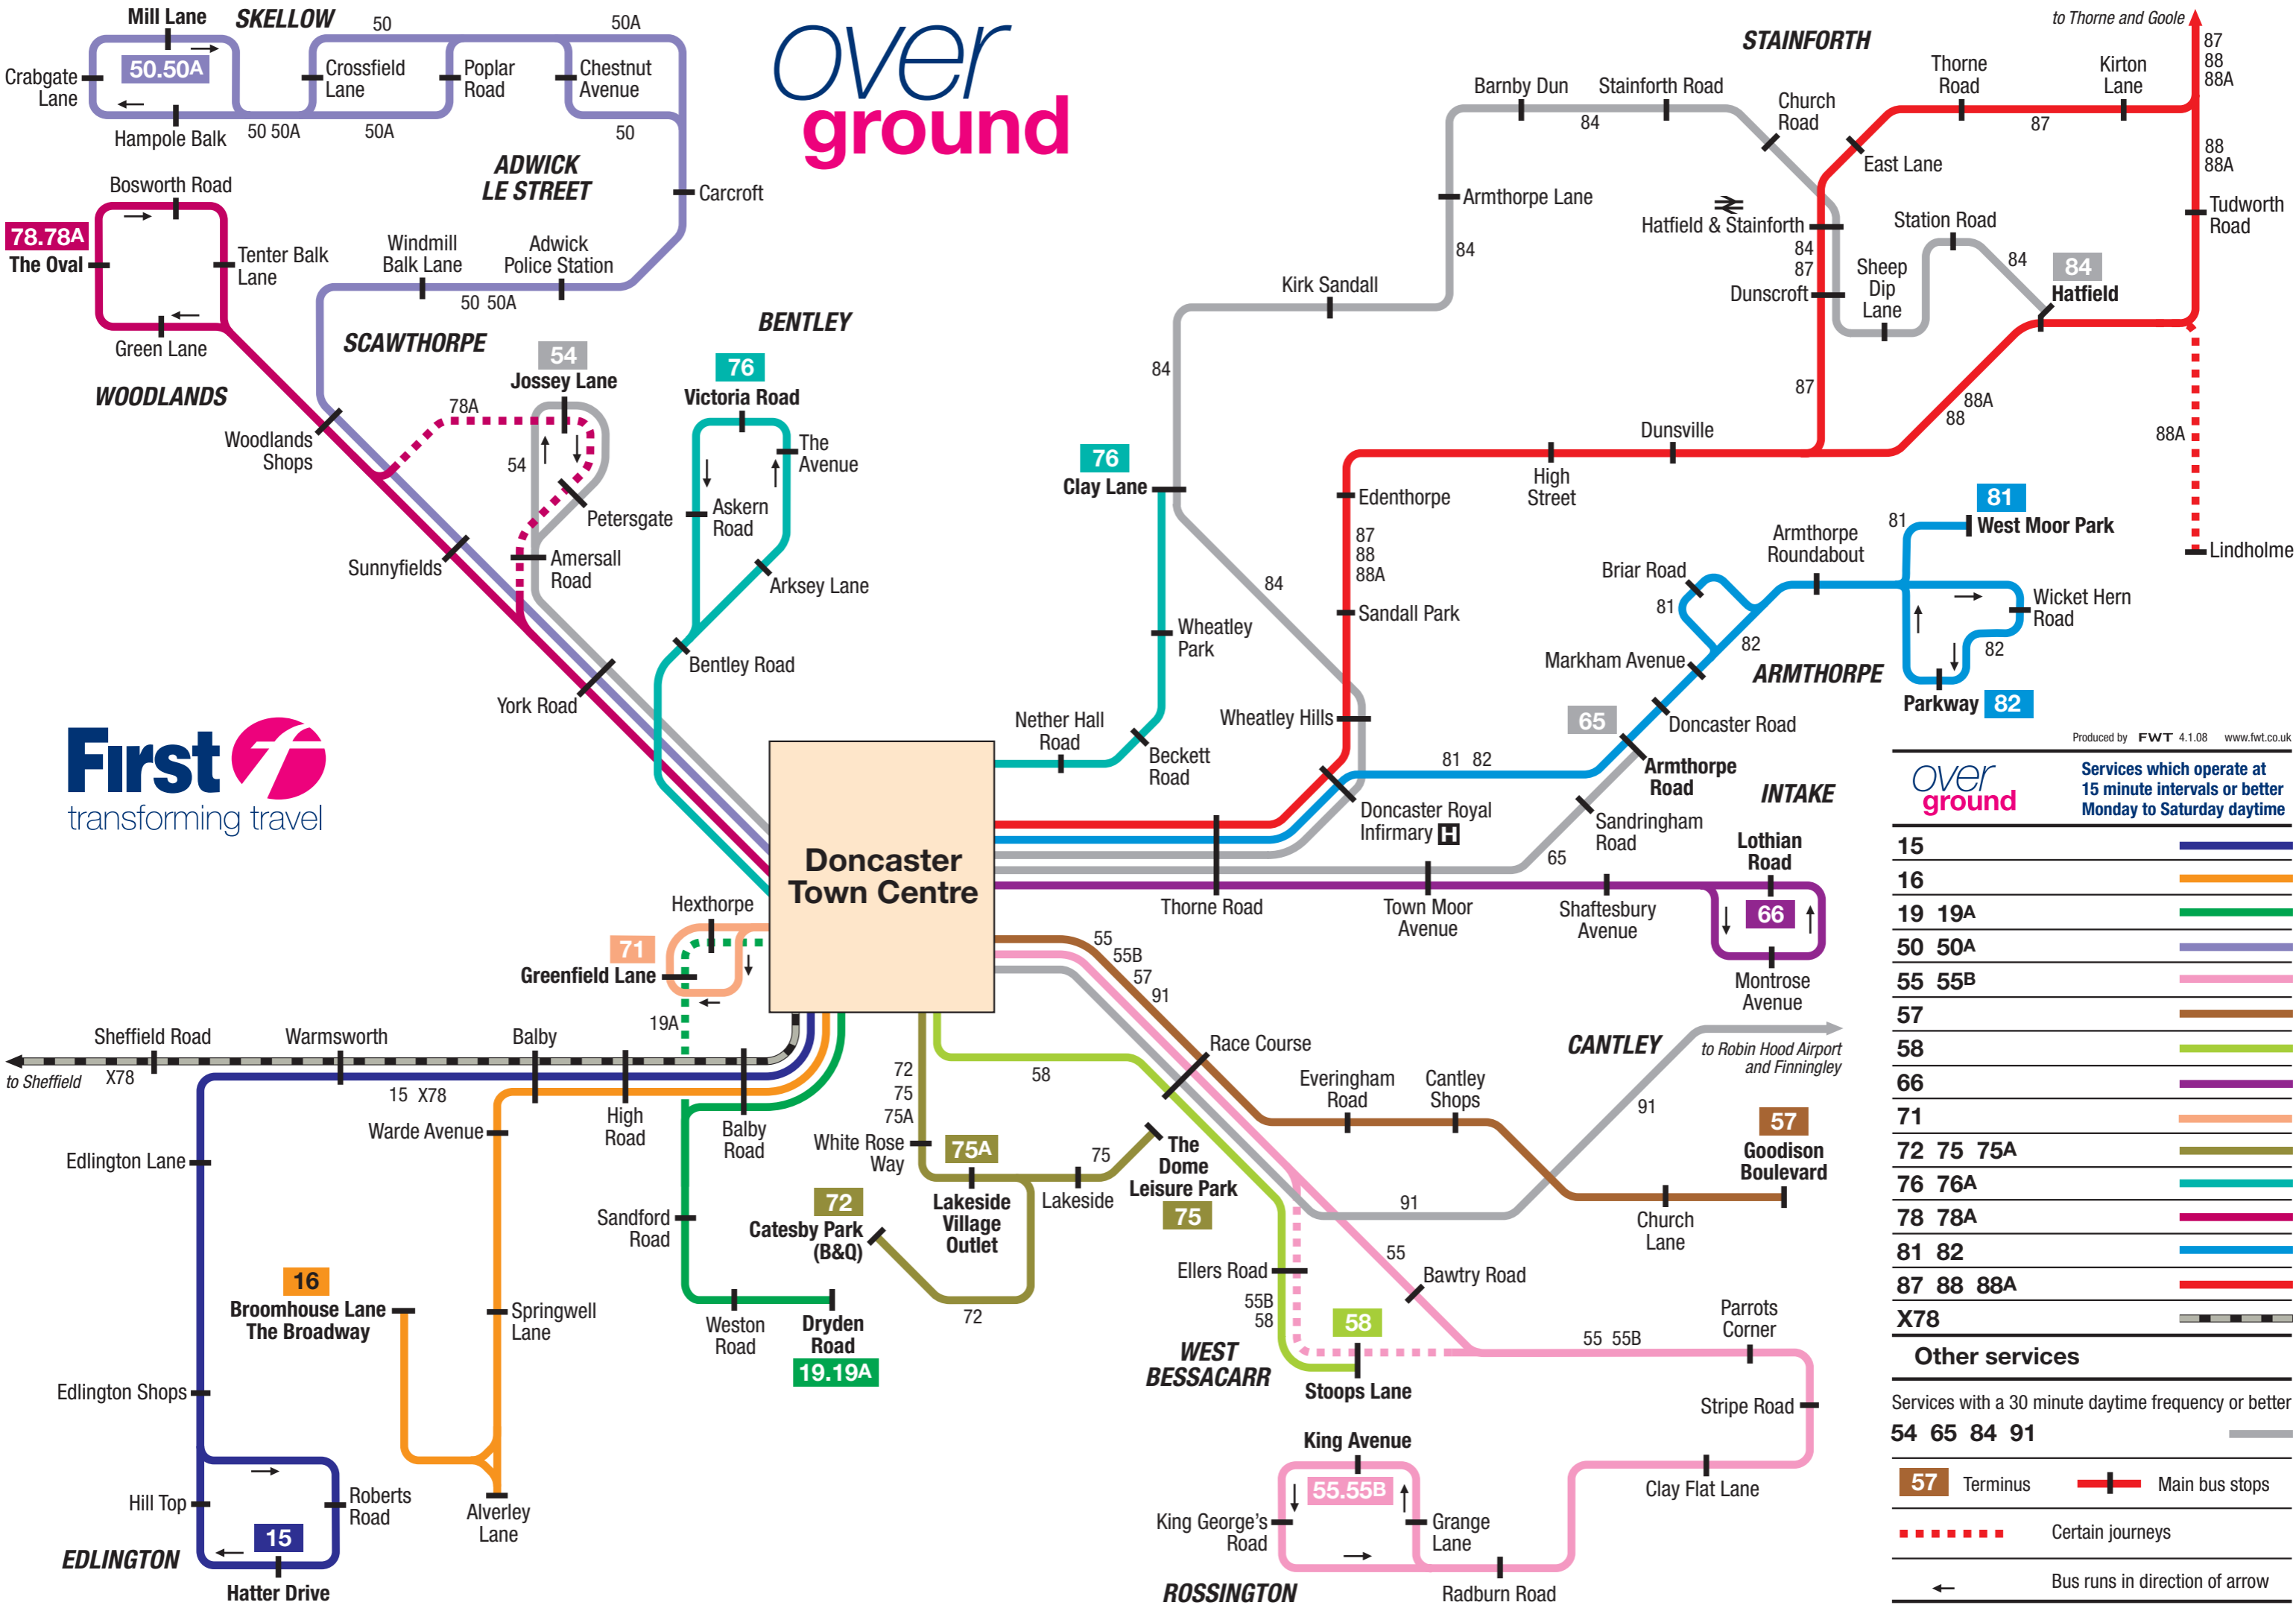 Mill Lane
SKELLOW
50
50A
50.50A
Crabgate
Lane
Hampole Balk
50 50A
Crossfield
Lane
50A
Poplar
Road
Chestnut
Avenue
50
ADWICK
LE STREET
Carcroft
Windmill
Balk Lane
Adwick
Police Station
50 50A
over
ground
Bosworth Road
78.78A
The Oval
Tenter Balk
Lane
Green Lane
WOODLANDS
SCAWTHORPE
54
Jossey Lane
78A
54
Petersgate
Amersall
Road
Woodlands
Shops
Sunnyfields
York Road
BENTLEY
76
Victoria Road
The
Avenue
Askern
Road
Arksey Lane
Bentley Road
First
transforming travel
Doncaster
Town Centre
to Thorne and Goole
87
88
88A
STAINFORTH
Barnby Dun
Stainforth Road
84
Church
Road
Thorne
Road
Kirton
Lane
87
East Lane
88
88A
Armthorpe Lane
84
Hatfield & Stainforth
84
87
Dunscroft
Station Road
Sheep
Dip
Lane
84
84
Hatfield
Tudworth
Road
Kirk Sandall
84
87
88A
88
88A
Lindholme
76
Clay Lane
Wheatley
Park
Nether Hall
Road
Beckett
Road
Dunsville
High
Street
Edenthorpe
87
88
88A
84
Sandall Park
Wheatley Hills
81
West Moor Park
81
Armthorpe
Roundabout
Briar Road
81
82
Wicket Hern
Road
82
Markham Avenue
ARMTHORPE
Parkway
82
65
Doncaster Road
Armthorpe
Road
81 82
Doncaster Royal
Infirmary H
Sandringham
Road
65
INTAKE
Lothian
Road
66
Montrose
Avenue
Thorne Road
Town Moor
Avenue
Shaftesbury
Avenue
Hexthorpe
71
Greenfield Lane
19A
Sheffield Road
Warmsworth
Balby
to Sheffield
X78
15 X78
High
Road
Balby
Road
Warde Avenue
Edlington Lane
Sandford
Road
16
Broomhouse Lane
The Broadway
Springwell
Lane
Weston
Road
Dryden
Road
19.19A
Edlington Shops
Hill Top
Roberts
Road
15
Alverley
Lane
EDLINGTON
Hatter Drive
72
75
75A
White Rose
Way
75A
Lakeside
Village
Outlet
75
Lakeside
The
Dome
Leisure Park
75
72
Catesby Park
(B&Q)
72
58
55
55B
57
91
Race Course
Everingham
Road
Cantley
Shops
CANTLEY
to Robin Hood Airport
and Finningley
91
57
Goodison
Boulevard
Church
Lane
91
55
Bawtry Road
Ellers Road
55B
58
58
Stoops Lane
WEST
BESSACARR
55 55B
Parrots
Corner
Stripe Road
Clay Flat Lane
King Avenue
55.55B
King George's
Road
Grange
Lane
Radburn Road
ROSSINGTON
Produced by FWT 4.1.08 www.fwt.co.uk
over
ground
Services which operate at
15 minute intervals or better
Monday to Saturday daytime
15
16
19 19A
50 50A
55 55B
57
58
66
71
72 75 75A
76 76A
78 78A
81 82
87 88 88A
X78
Other services
Services with a 30 minute daytime frequency or better
54 65 84 91
57 Terminus
Main bus stops
Certain journeys
Bus runs in direction of arrow